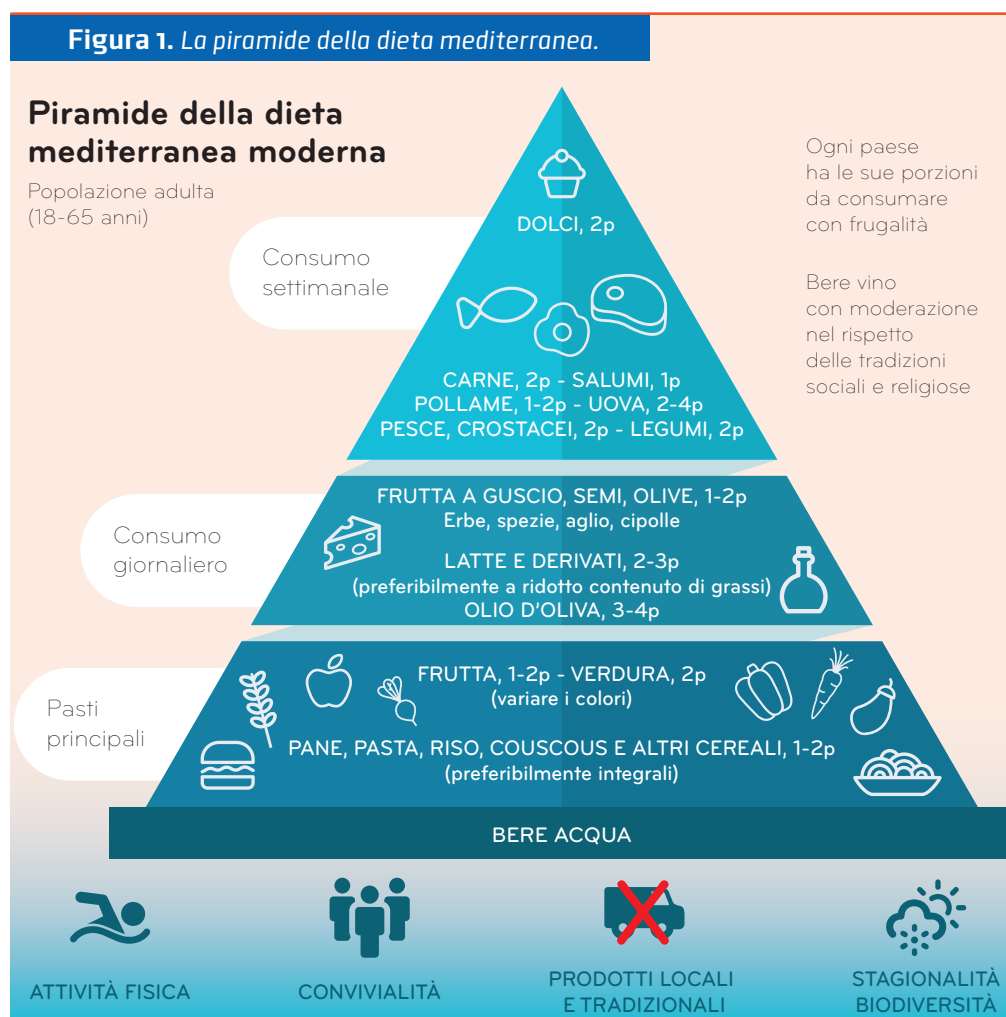 Figura 1. La piramide della dieta mediterranea.
Piramide della dieta
mediterranea moderna
Popolazione adulta
(18-65 anni)
Ogni paese
ha le sue porzioni
da consumare
con frugalità
Bere vino
con moderazione
nel rispetto
delle tradizioni
sociali e religiose
Consumo
settimanale
DOLCI, 2p
CARNE, 2p - SALUMI, 1p
POLLAME, 1-2p - UOVA, 2-4p
PESCE, CROSTACEI, 2p - LEGUMI, 2p
Consumo
giornaliero
FRUTTA A GUSCIO, SEMI, OLIVE, 1-2p
Erbe, spezie, aglio, cipolle
LATTE E DERIVATI, 2-3p
(preferibilmente a ridotto contenuto di grassi)
OLIO D'OLIVA, 3-4p
Pasti
principali
FRUTTA, 1-2p - VERDURA, 2p
(variare i colori)
PANE, PASTA, RISO, COUSCOUS E ALTRI CEREALI, 1-2p
(preferibilmente integrali)
BERE ACQUA
ATTIVITÀ FISICA
CONVIVIALITÀ
PRODOTTI LOCALI
E TRADIZIONALI
STAGIONALITÀ
BIODIVERSITÀ